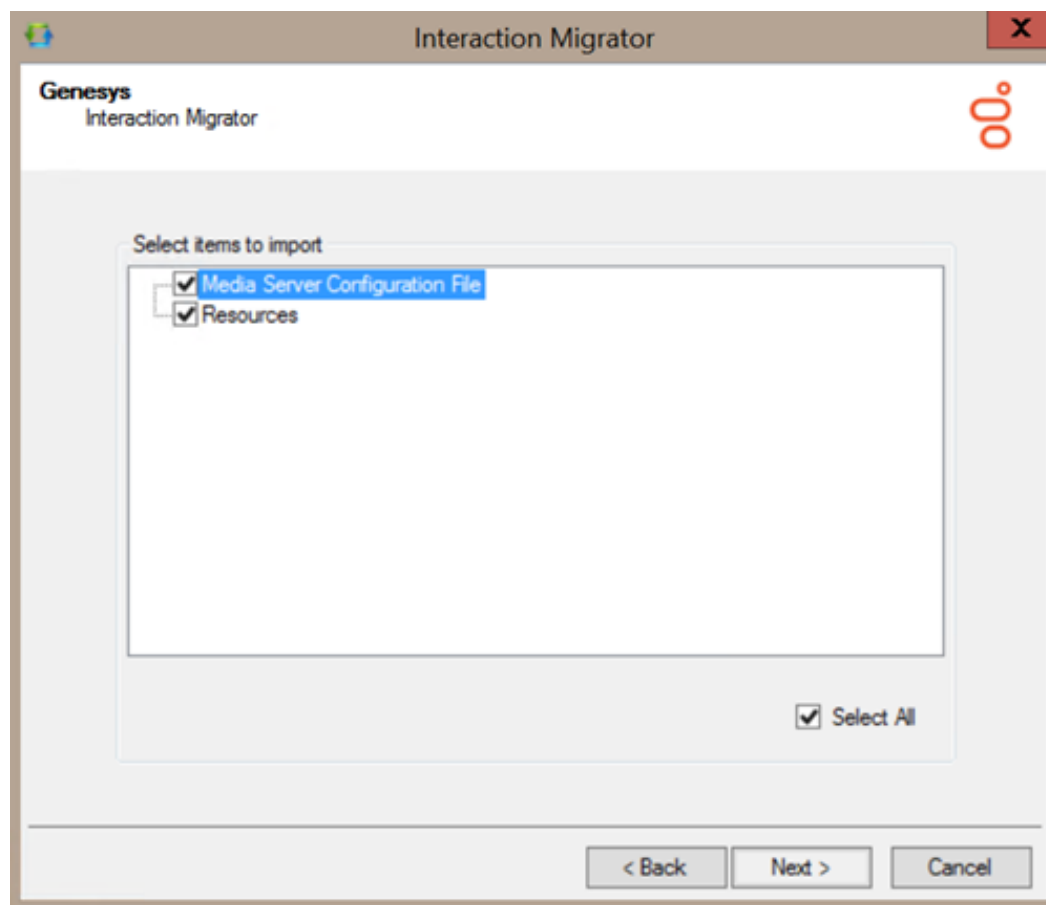 Interaction Migrator
X
Genesys
Interaction Migrator
Select items to import
Media Server Configuration File
Resources
Select All
< Back Next > Cancel